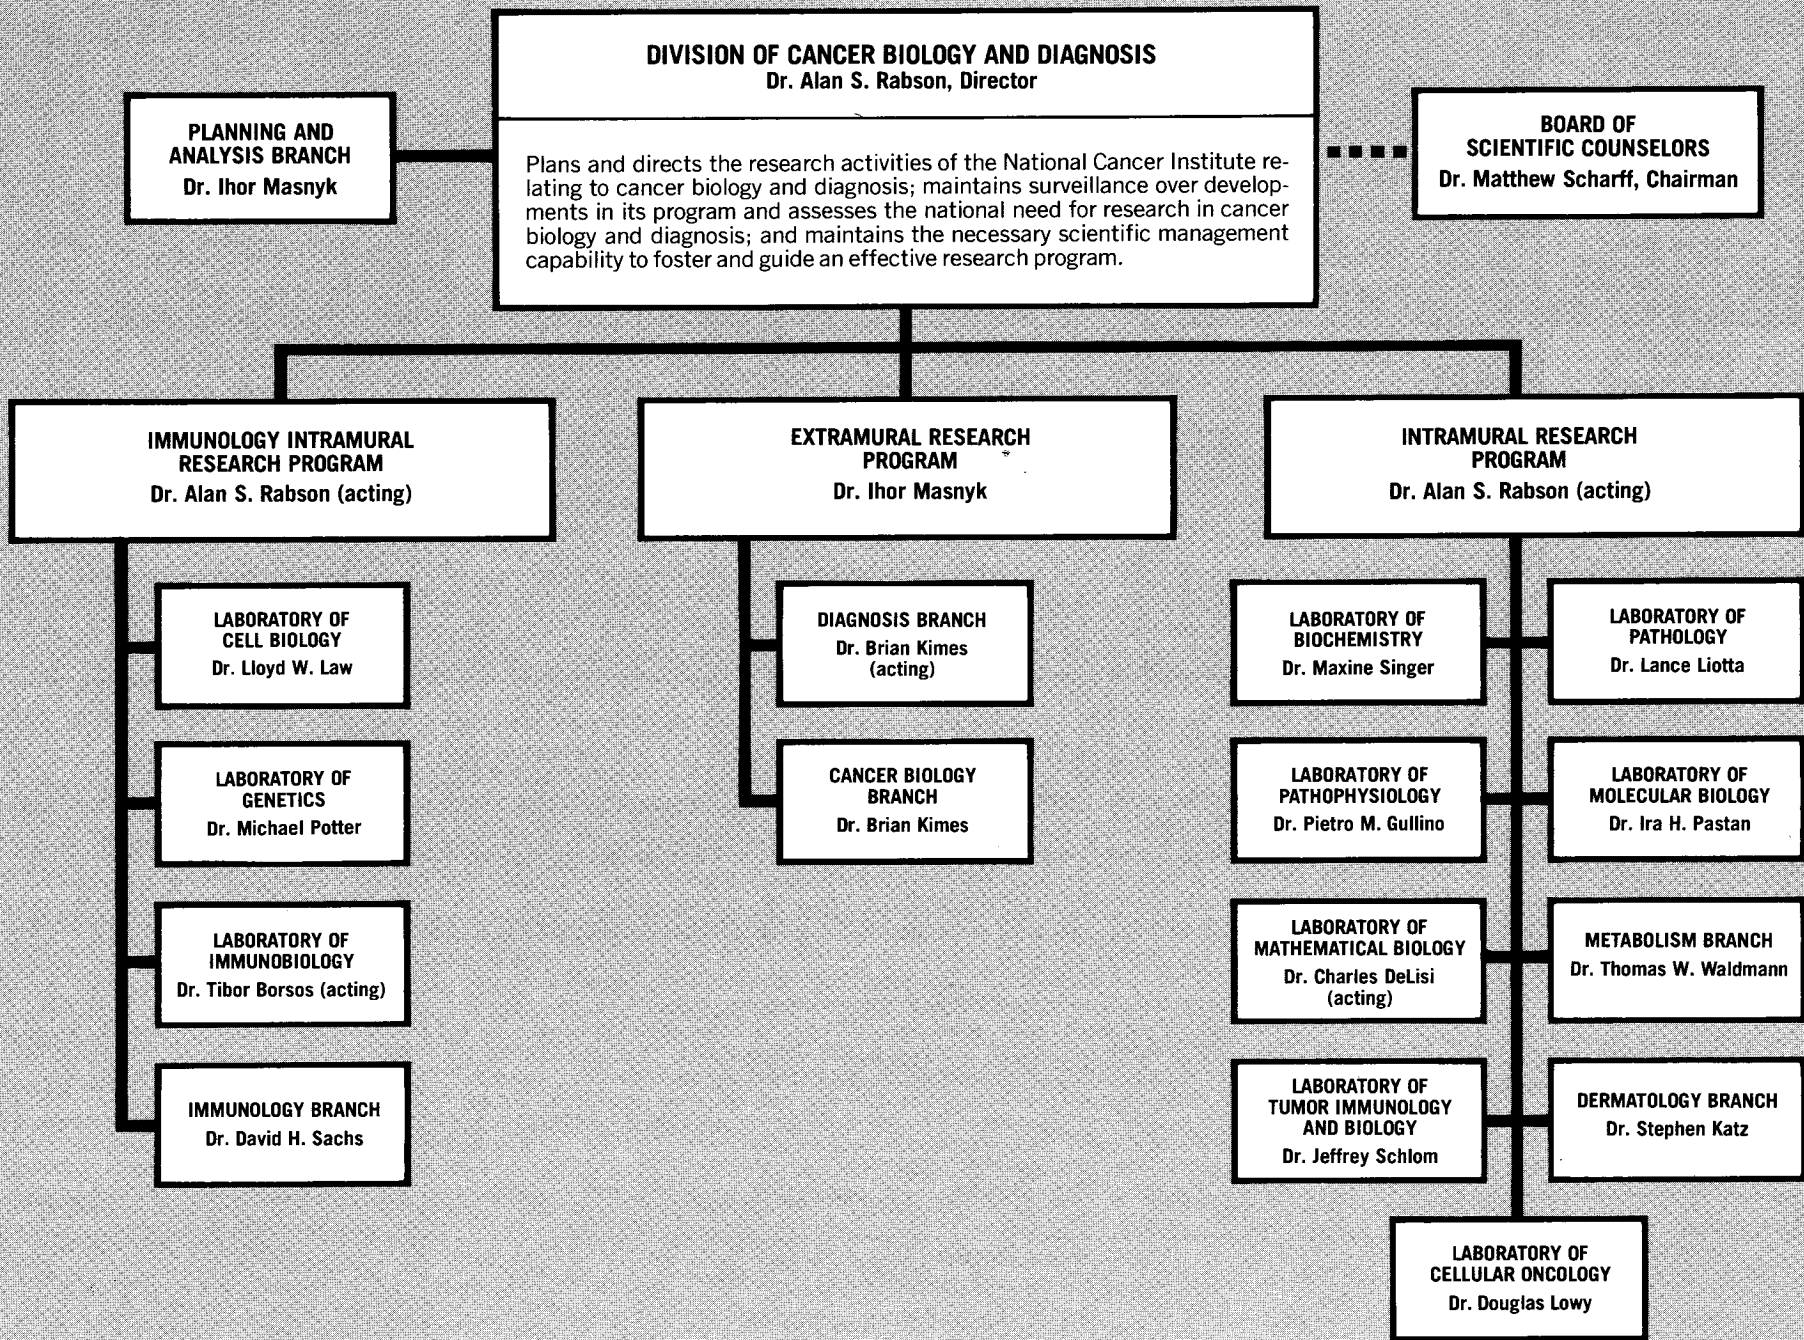 DIVISION OF CANCER BIOLOGY AND DIAGNOSIS
Dr. Alan S. Rabson, Director
Plans and directs the research activities of the National Cancer Institute re-
lating to cancer biology and diagnosis; maintains surveillance over develop-
ments in its program and assesses the national need for research in cancer
biology and diagnosis; and maintains the necessary scientific management
capability to foster and guide an effective research program.
PLANNING AND
ANALYSIS BRANCH
Dr. Ihor Masnyk
BOARD OF
SCIENTIFIC COUNSELORS
Dr. Matthew Scharff, Chairman
IMMUNOLOGY INTRAMURAL
RESEARCH PROGRAM
Dr. Alan S. Rabson (acting)
LABORATORY OF
CELL BIOLOGY
Dr. Lloyd W. Law
LABORATORY OF
GENETICS
Dr. Michael Potter
LABORATORY OF
IMMUNOBIOLOGY
Dr. Tibor Borsos (acting)
IMMUNOLOGY BRANCH
Dr. David H. Sachs
EXTRAMURAL RESEARCH
PROGRAM
Dr. Ihor Masnyk
DIAGNOSIS BRANCH
Dr. Brian Kimes
(acting)
CANCER BIOLOGY
BRANCH
Dr. Brian Kimes
INTRAMURAL RESEARCH
PROGRAM
Dr. Alan S. Rabson (acting)
LABORATORY OF
BIOCHEMISTRY
Dr. Maxine Singer
LABORATORY OF
PATHOLOGY
Dr. Lance Liotta
LABORATORY OF
PATHOPHYSIOLOGY
Dr. Pietro M. Gullino
LABORATORY OF
MOLECULAR BIOLOGY
Dr. Ira H. Pastan
LABORATORY OF
MATHEMATICAL BIOLOGY
Dr. Charles DeLisi
(acting)
METABOLISM BRANCH
Dr. Thomas W. Waldmann
LABORATORY OF
TUMOR IMMUNOLOGY
AND BIOLOGY
Dr. Jeffrey Schlom
DERMATOLOGY BRANCH
Dr. Stephen Katz
LABORATORY OF
CELLULAR ONCOLOGY
Dr. Douglas Lowy